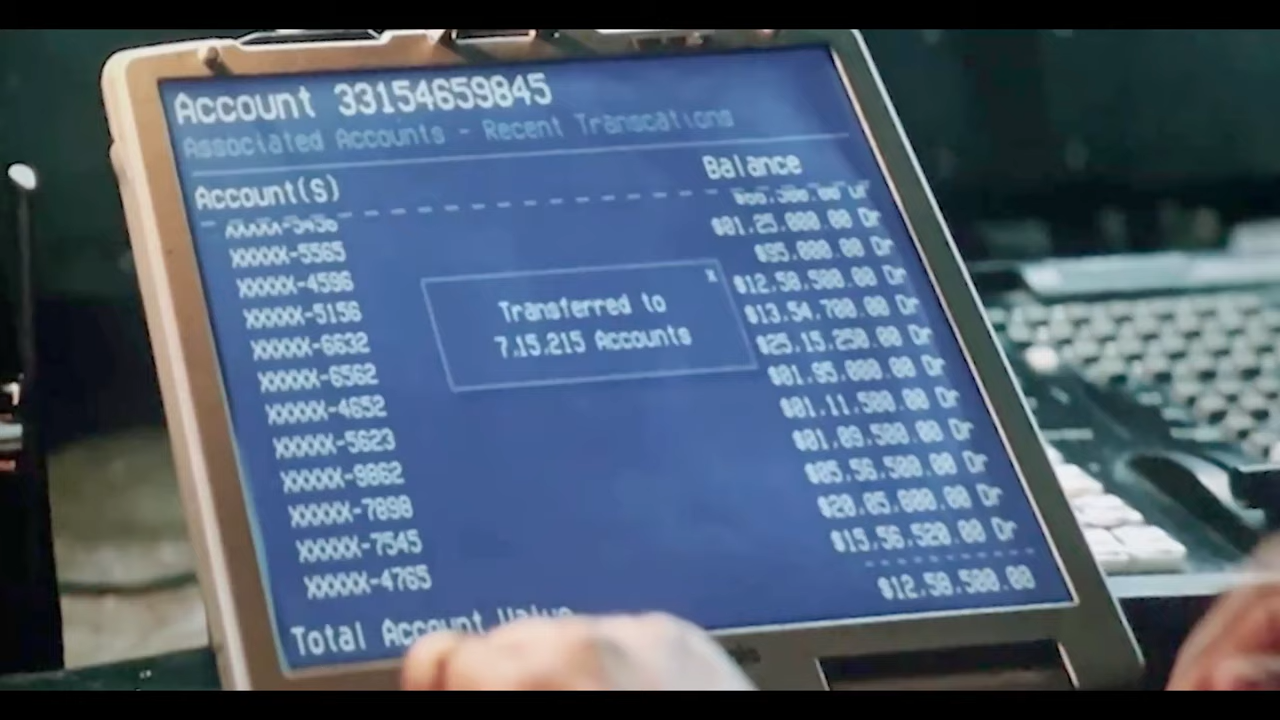 Account 33154659845
Associated Accounts - Recent Transcations
Account(s) Balance
XXXXX-5456
XXXXX-5565 $01.25.000.00 Dr
XXXXX-4596 $95.000.00 Dr
XXXXX-5156 $12.50.500.00 Dr
XXXXX-6632 $13.54.700.00 Dr
XXXXX-6562 $25.15.250.00 Dr
XXXXX-4652 $01.95.000.00 Dr
XXXXX-5623 $01.11.500.00 Dr
XXXXX-9862 $01.09.500.00 Dr
XXXXX-7898 $05.56.500.00 Dr
XXXXX-7545 $20.05.000.00 Dr
XXXXX-4765 $15.56.520.00 Dr
Total Account Value $12.50.500.00
x
Transferred to
7.15.215 Accounts